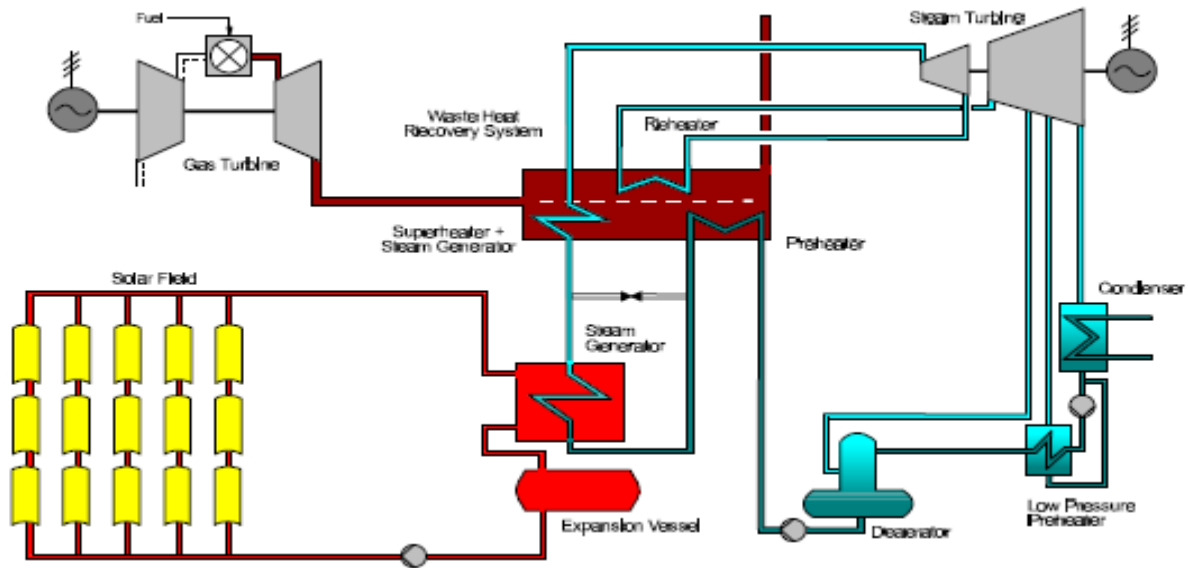 Fuel
Steam Turbine
Waste Heat
Recovery System
Reheater
Gas Turbine
Superheater +
Steam Generator
Preheater
Solar Field
Condenser
Steam
Generator
Expansion Vessel
Deaerator
Low Pressure
Preheater